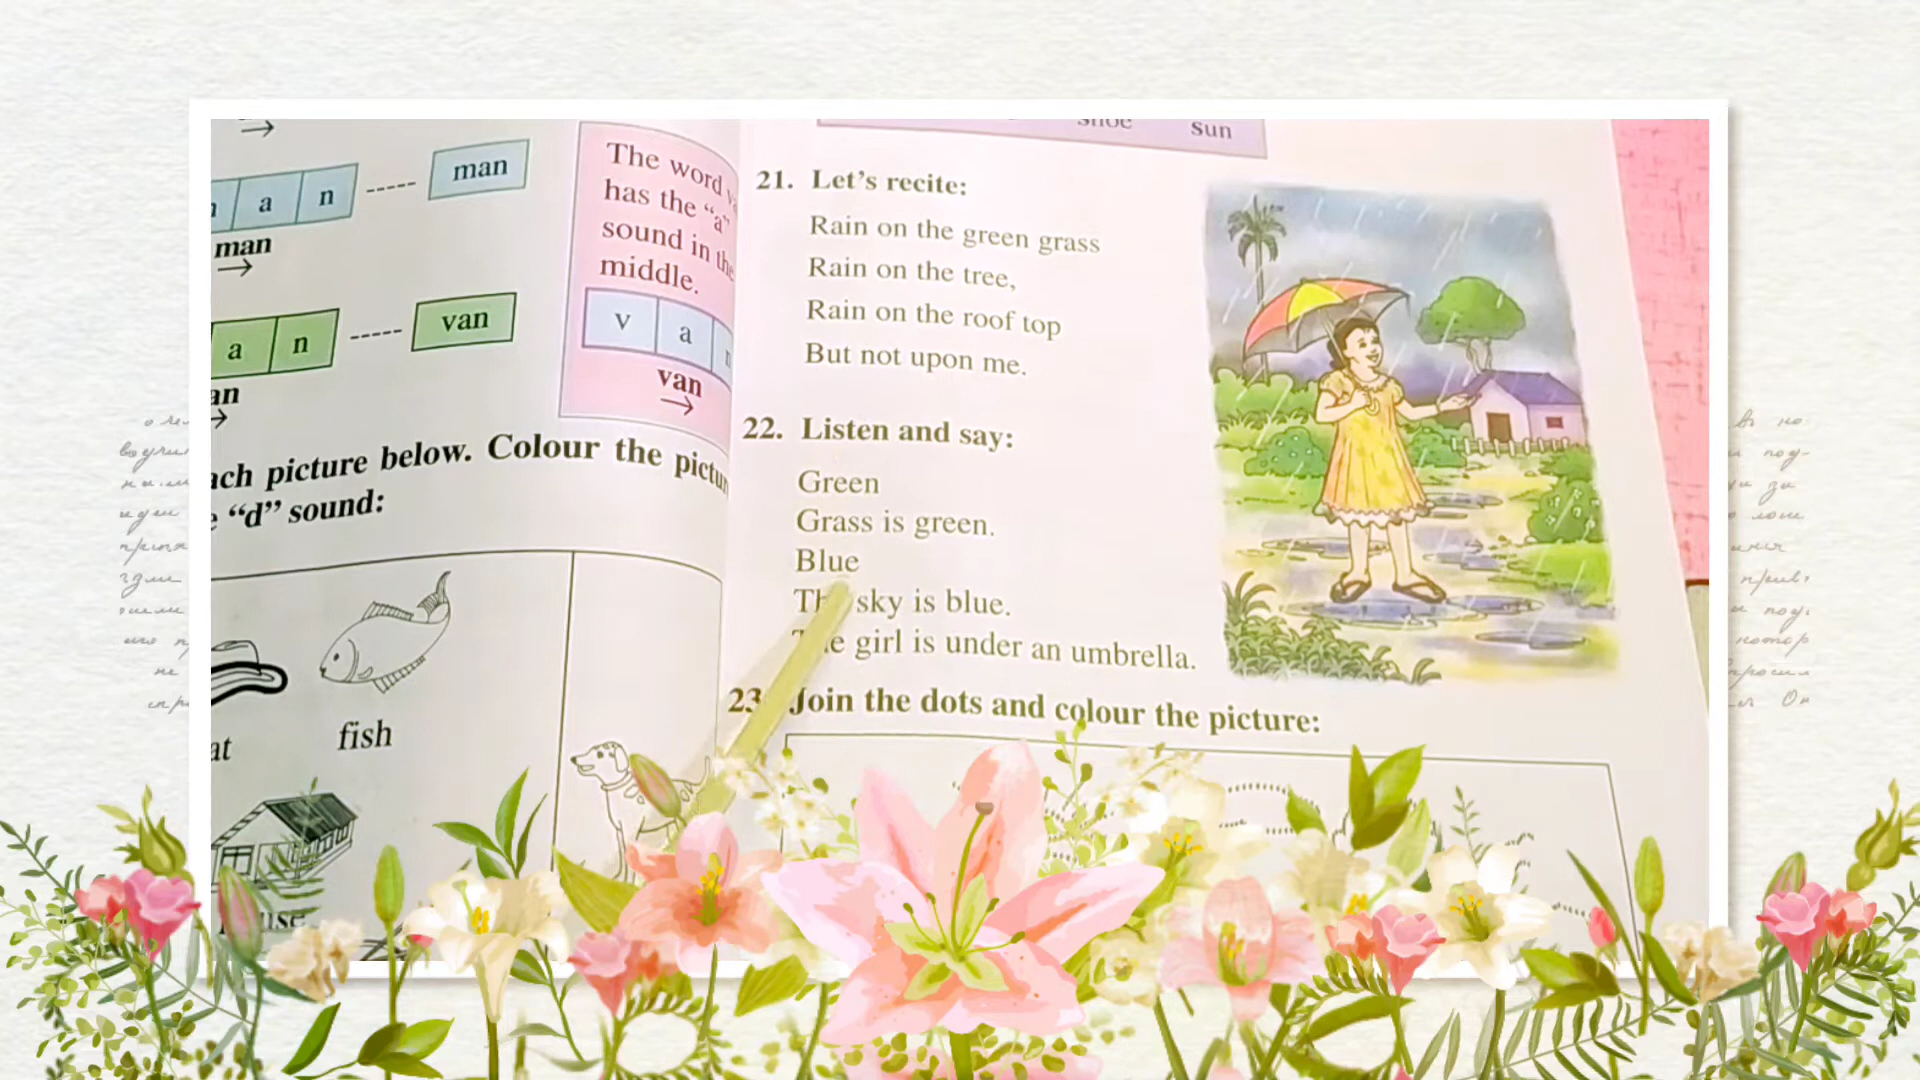 a n ----- man
man
a n ----- van
an
The word
has the “a”
sound in the
middle.
v a n
van
ach picture below. Colour the pictu
“d” sound:
at
fish
sun
21. Let’s recite:
Rain on the green grass
Rain on the tree,
Rain on the roof top
But not upon me.
22. Listen and say:
Green
Grass is green.
Blue
sky is blue.
girl is under an umbrella.
23. Join the dots and colour the picture: